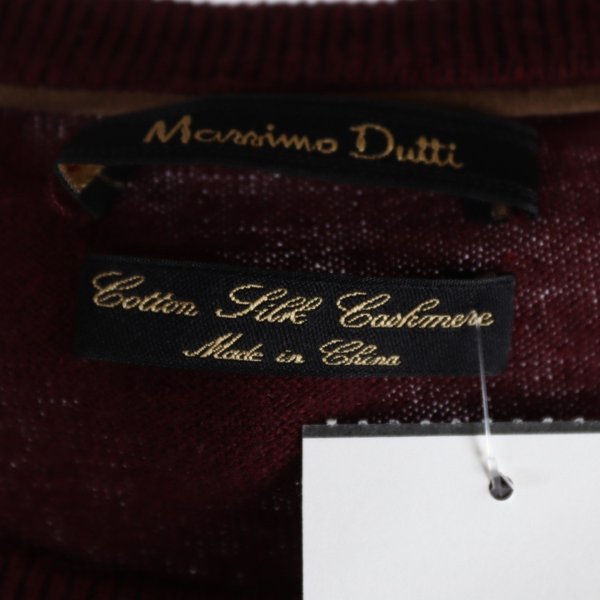 Massimo Dutti
Cotton Silk Cashmere
Made in China